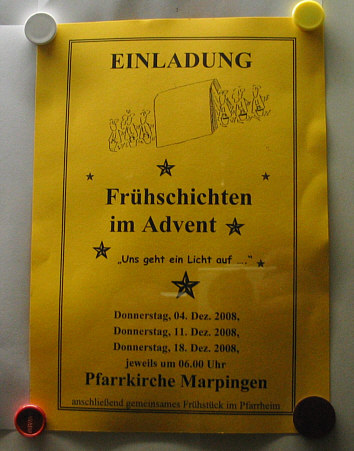 EINLADUNG
Frühschichten
im Advent
„Uns geht ein Licht auf ...."
Donnerstag, 04. Dez. 2008,
Donnerstag, 11. Dez. 2008,
Donnerstag, 18. Dez. 2008,
jeweils um 06.00 Uhr
Pfarrkirche Marpingen
anschließend gemeinsames Frühstück im Pfarrheim